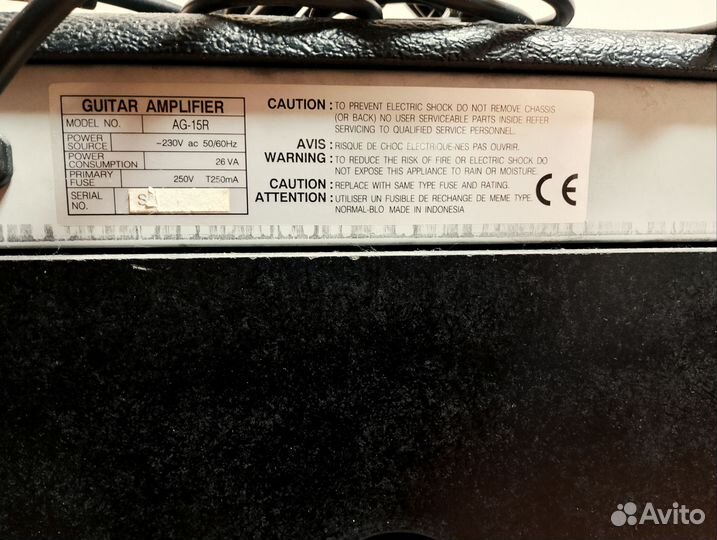 GUITAR AMPLIFIER
MODEL NO. AG-15R
POWER SOURCE ~230V ac 50/60Hz
POWER CONSUMPTION 26 VA
PRIMARY FUSE 250V T250mA
SERIAL NO. S
CAUTION : TO PREVENT ELECTRIC SHOCK DO NOT REMOVE CHASSIS
(OR BACK) NO USER SERVICEABLE PARTS INSIDE REFER
SERVICING TO QUALIFIED SERVICE PERSONNEL.
AVIS : RISQUE DE CHOC ELECTRIQUE-NES PAS OUVRIR.
WARNING : TO REDUCE THE RISK OF FIRE OR ELECTRIC SHOCK DO
NOT EXPOSE THIS APPLIANCE TO RAIN OR MOISTURE.
CAUTION : REPLACE WITH SAME TYPE FUSE AND RATING.
ATTENTION : UTILISER UN FUSIBLE DE RECHANGE DE MEME TYPE.
NORMAL-BLO MADE IN INDONESIA
CE
Avito